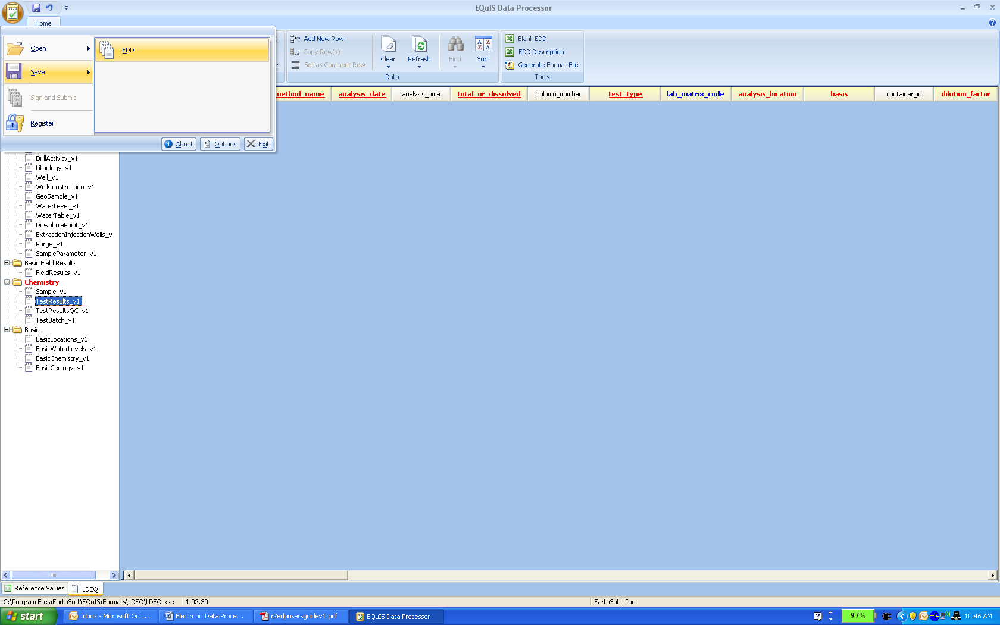 EQuIS Data Processor
Home
Open
Save
Sign and Submit
Register
EDD
About
Options
Exit
Add New Row
Copy Row(s)
Set as Comment Row
Clear
Refresh
Find
Sort
Data
Blank EDD
EDD Description
Generate Format File
Tools
method_name analysis_date analysis_time total_or_dissolved column_number test_type lab_matrix_code analysis_location basis container_id dilution_factor
DrillActivity_v1
Lithology_v1
Well_v1
WellConstruction_v1
GeoSample_v1
WaterLevel_v1
WaterTable_v1
DownholePoint_v1
ExtractionInjectionWells_v
Purge_v1
SampleParameter_v1
Basic Field Results
FieldResults_v1
Chemistry
Sample_v1
TestResults_v1
TestResultsQC_v1
TestBatch_v1
Basic
BasicLocations_v1
BasicWaterLevels_v1
BasicChemistry_v1
BasicGeology_v1
Reference Values
LDEQ
C:\Program Files\EarthSoft\EQuIS\Formats\LDEQ\LDEQ.xse 1.02.30 EarthSoft, Inc.
start Inbox - Microsoft Out... Electronic Data Proce... r2edpusersguidev1.pdf EQuIS Data Processor 97% 10:46 AM